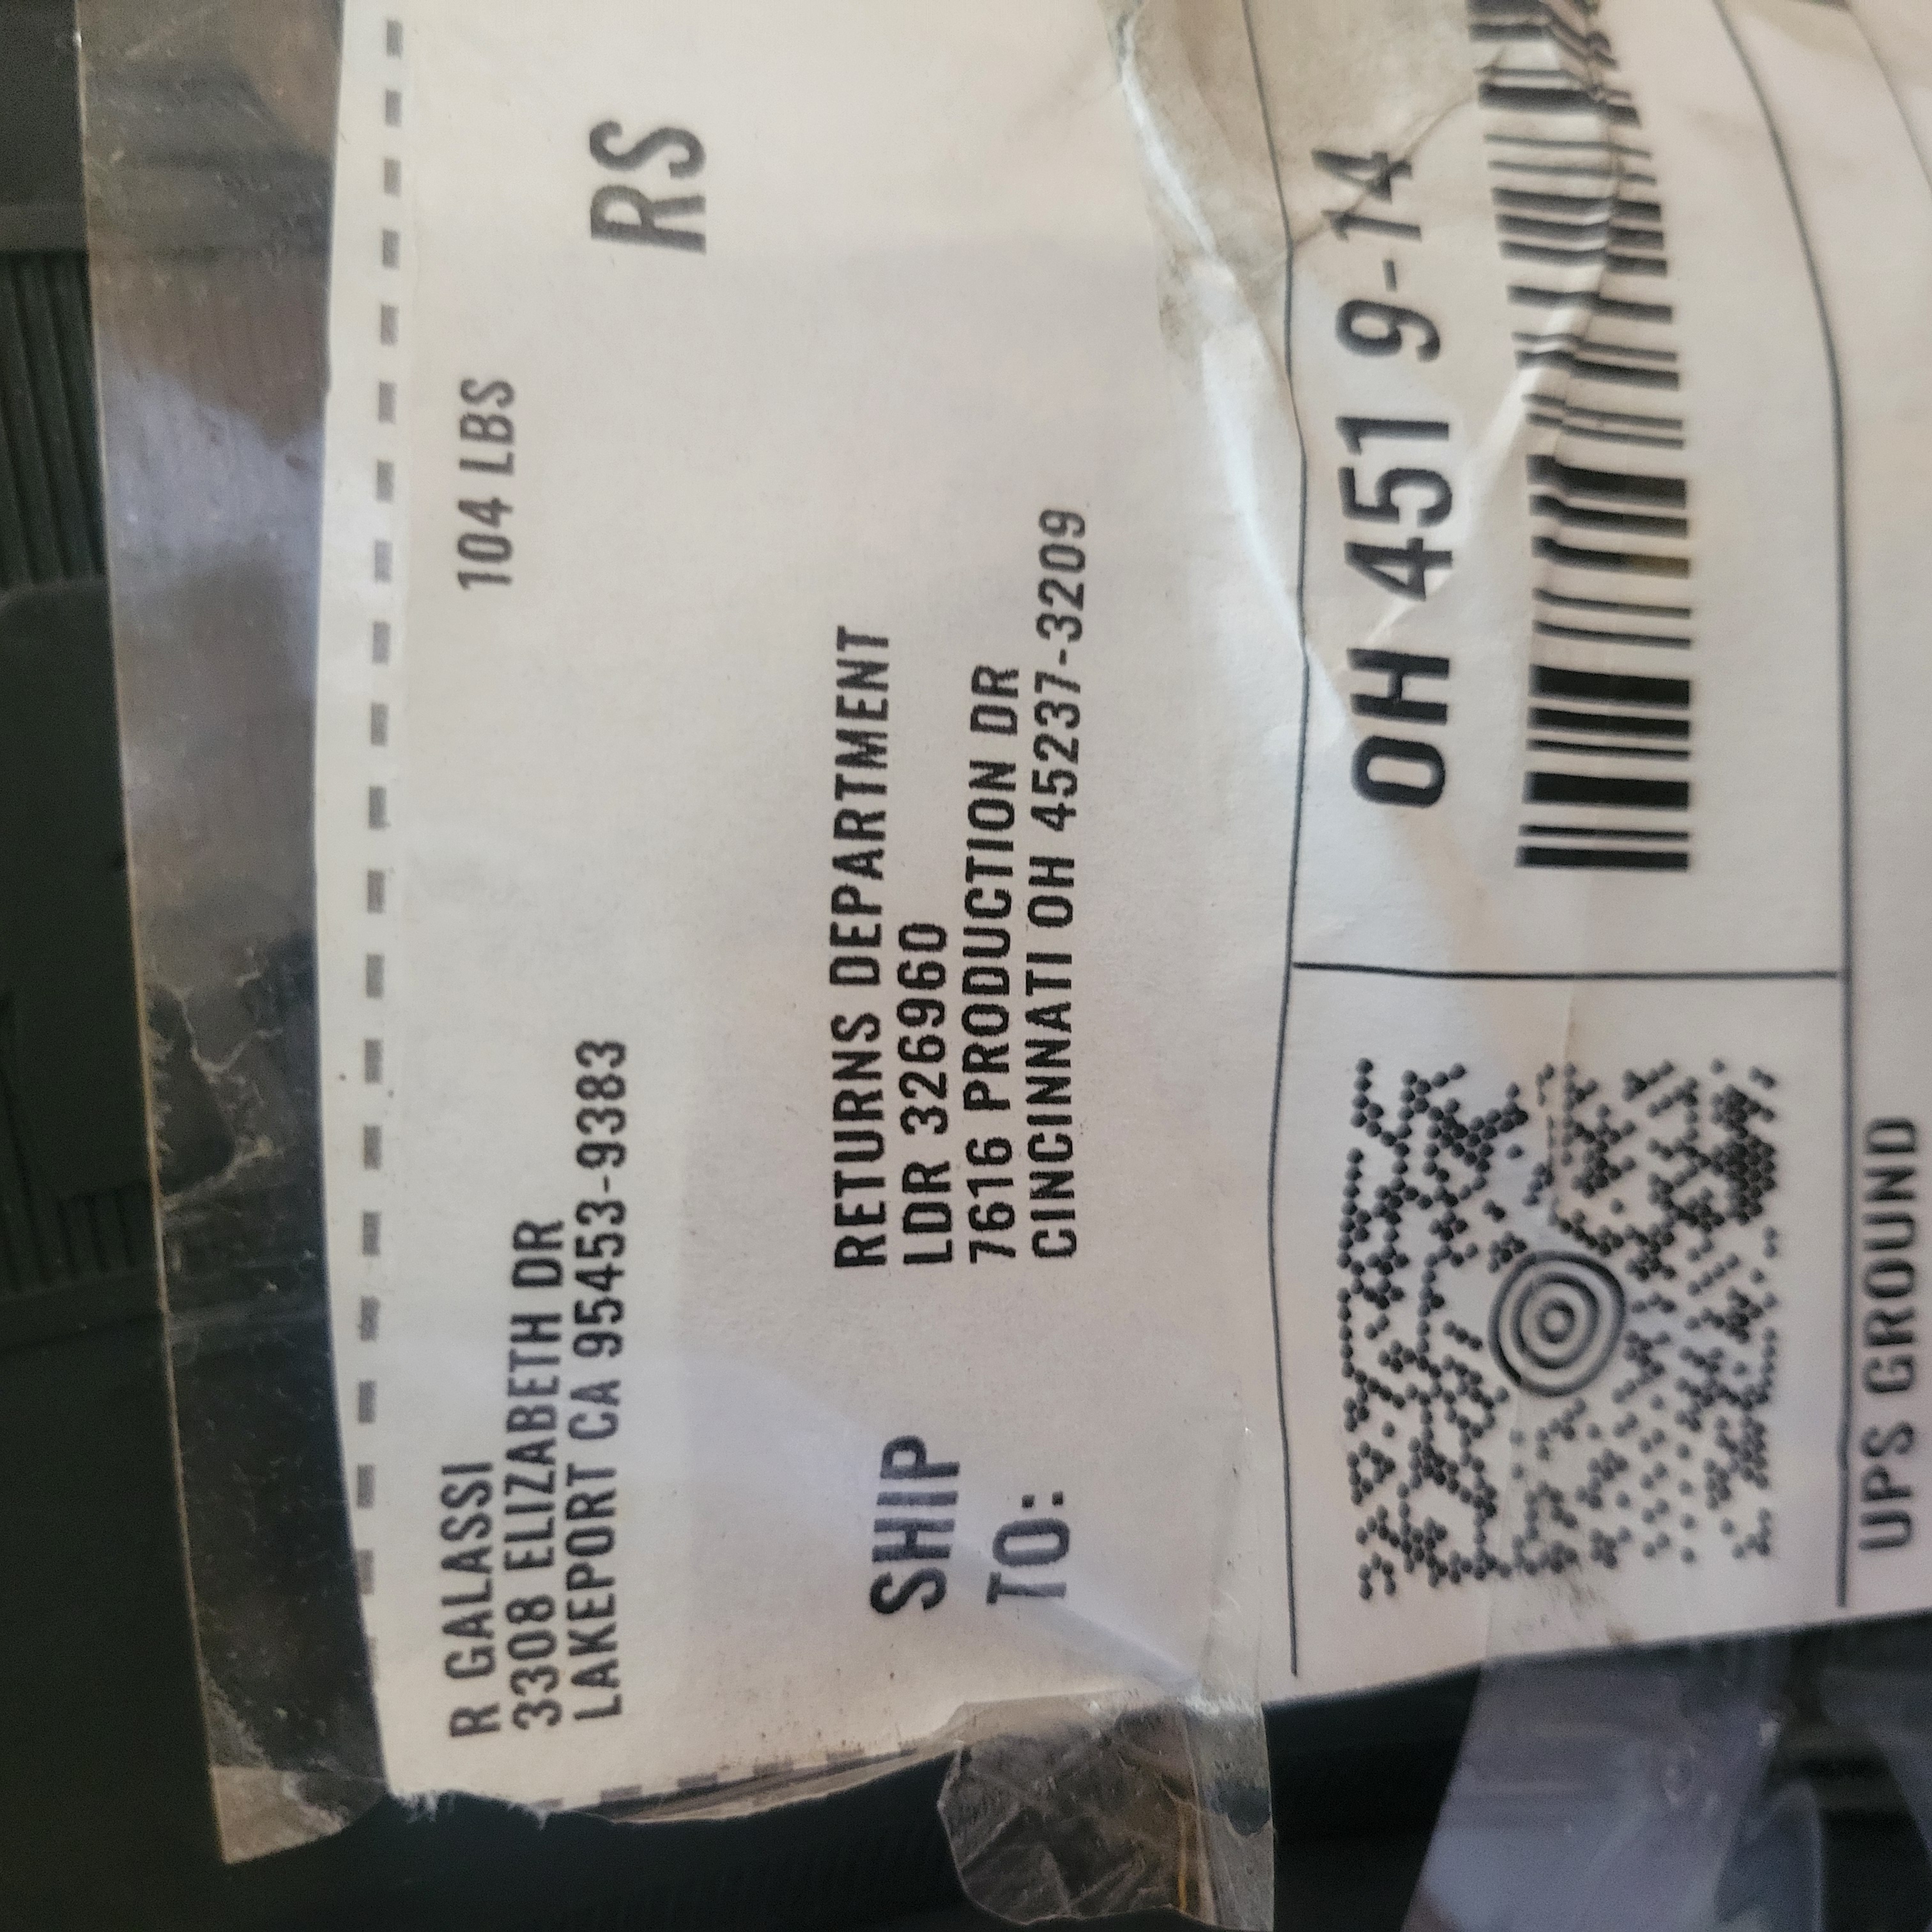 R GALASSI
3308 ELIZABETH DR
LAKEPORT CA 95453-9383
104 LBS
RS
SHIP
TO:
RETURNS DEPARTMENT
LDR 326960
7616 PRODUCTION DR
CINCINNATI OH 45237-3209
OH 451 9-14
UPS GROUND